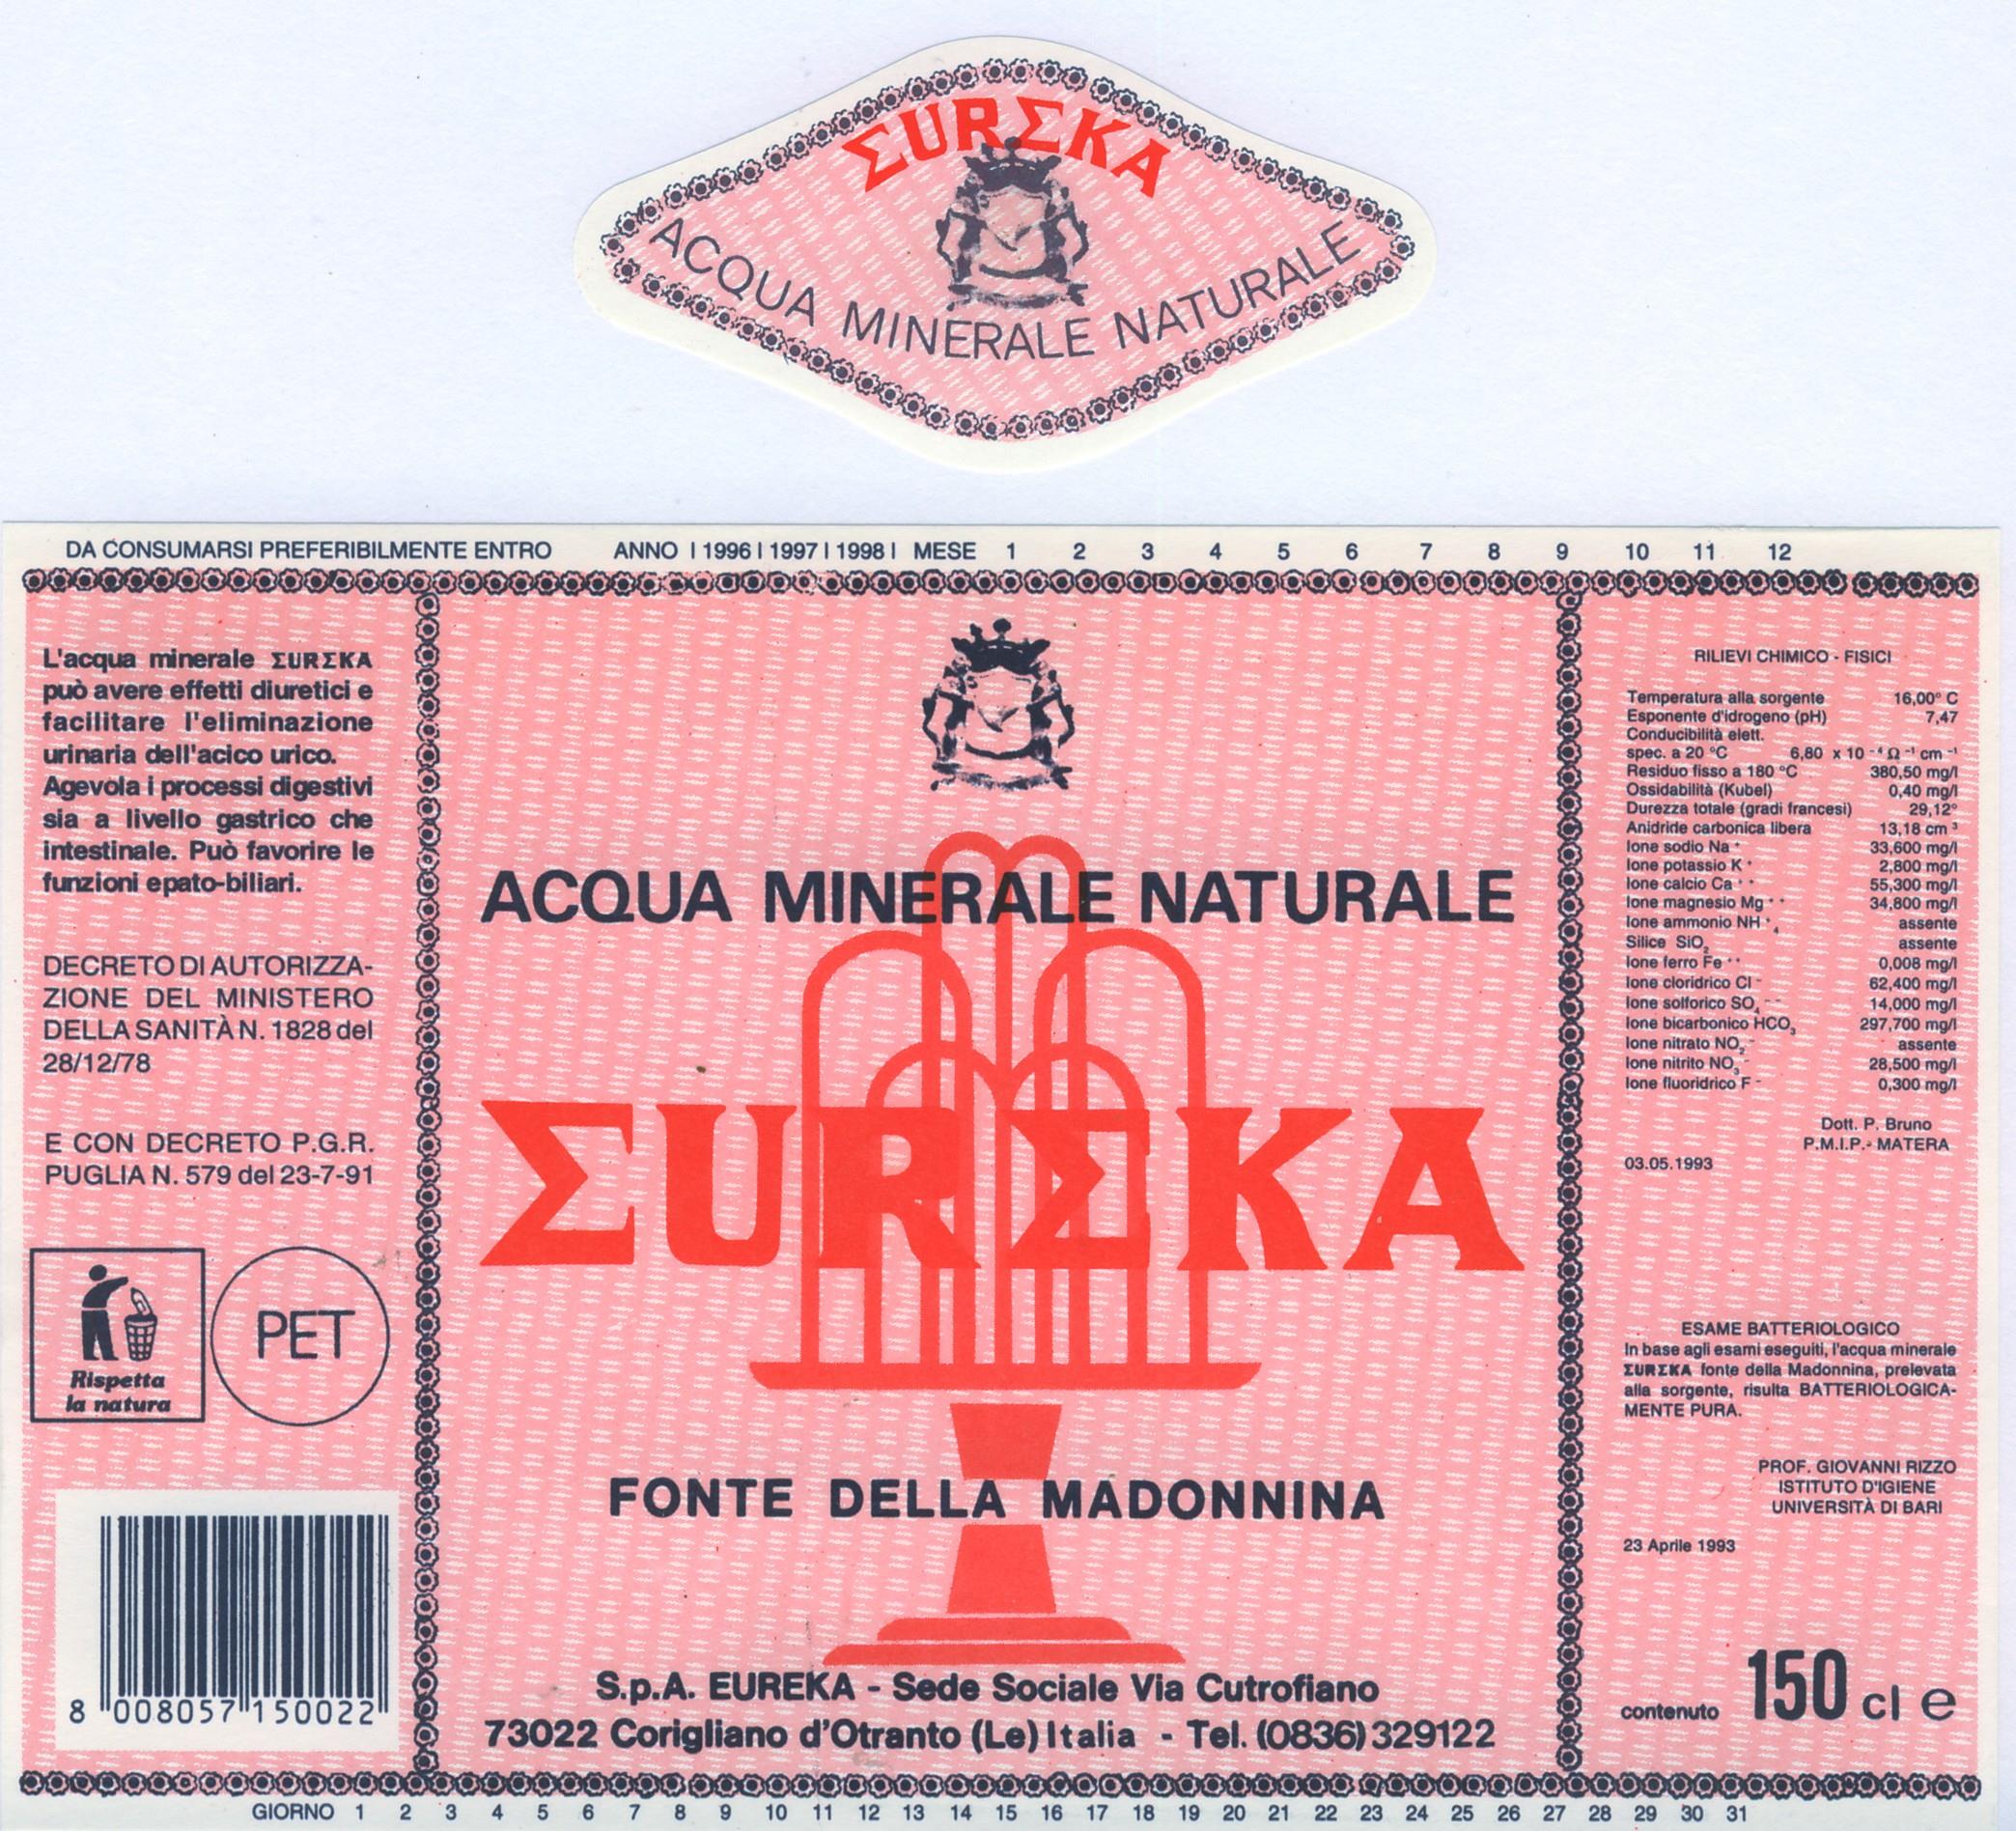 ΣURΣKA
ACQUA MINERALE NATURALE
DA CONSUMARSI PREFERIBILMENTE ENTRO ANNO | 1996 | 1997 | 1998 | MESE 1 2 3 4 5 6 7 8 9 10 11 12
L'acqua minerale ΣURΣKA
può avere effetti diuretici e
facilitare l'eliminazione
urinaria dell'acico urico.
Agevola i processi digestivi
sia a livello gastrico che
intestinale. Può favorire le
funzioni epato-biliari.
DECRETO DI AUTORIZZA-
ZIONE DEL MINISTERO
DELLA SANITÀ N. 1828 del
28/12/78
E CON DECRETO P.G.R.
PUGLIA N. 579 del 23-7-91
Rispetta
la natura
PET
8 008057 150022
ACQUA MINERALE NATURALE
ΣURΣKA
FONTE DELLA MADONNINA
S.p.A. EUREKA - Sede Sociale Via Cutrofiano
73022 Corigliano d'Otranto (Le) Italia - Tel. (0836) 329122
RILIEVI CHIMICO - FISICI
Temperatura alla sorgente 16,00° C
Esponente d'idrogeno (pH) 7,47
Conducibilità elett.
spec. a 20 °C 6,80 x 10 ⁻⁴ Ω ⁻¹ cm ⁻¹
Residuo fisso a 180 °C 380,50 mg/l
Ossidabilità (Kubel) 0,40 mg/l
Durezza totale (gradi francesi) 29,12°
Anidride carbonica libera 13,18 cm ³
Ione sodio Na ⁺ 33,600 mg/l
Ione potassio K ⁺ 2,800 mg/l
Ione calcio Ca ⁺ ⁺ 55,300 mg/l
Ione magnesio Mg ⁺ ⁺ 34,800 mg/l
Ione ammonio NH ⁺₄ assente
Silice SiO₂ assente
Ione ferro Fe ⁺⁺ 0,008 mg/l
Ione cloridrico Cl ⁻ 62,400 mg/l
Ione solforico SO₄⁻ ⁻ 14,000 mg/l
Ione bicarbonico HCO₃ 297,700 mg/l
Ione nitrato NO₂⁻ assente
Ione nitrito NO₃⁻ 28,500 mg/l
Ione fluoridrico F ⁻ 0,300 mg/l
Dott. P. Bruno
P.M.I.P.- MATERA
03.05.1993
ESAME BATTERIOLOGICO
In base agli esami eseguiti, l'acqua minerale
ΣURΣKA fonte della Madonnina, prelevata
alla sorgente, risulta BATTERIOLOGICA-
MENTE PURA.
PROF. GIOVANNI RIZZO
ISTITUTO D'IGIENE
UNIVERSITÀ DI BARI
23 Aprile 1993
contenuto 150 cl e
GIORNO 1 2 3 4 5 6 7 8 9 10 11 12 13 14 15 16 17 18 19 20 21 22 23 24 25 26 27 28 29 30 31